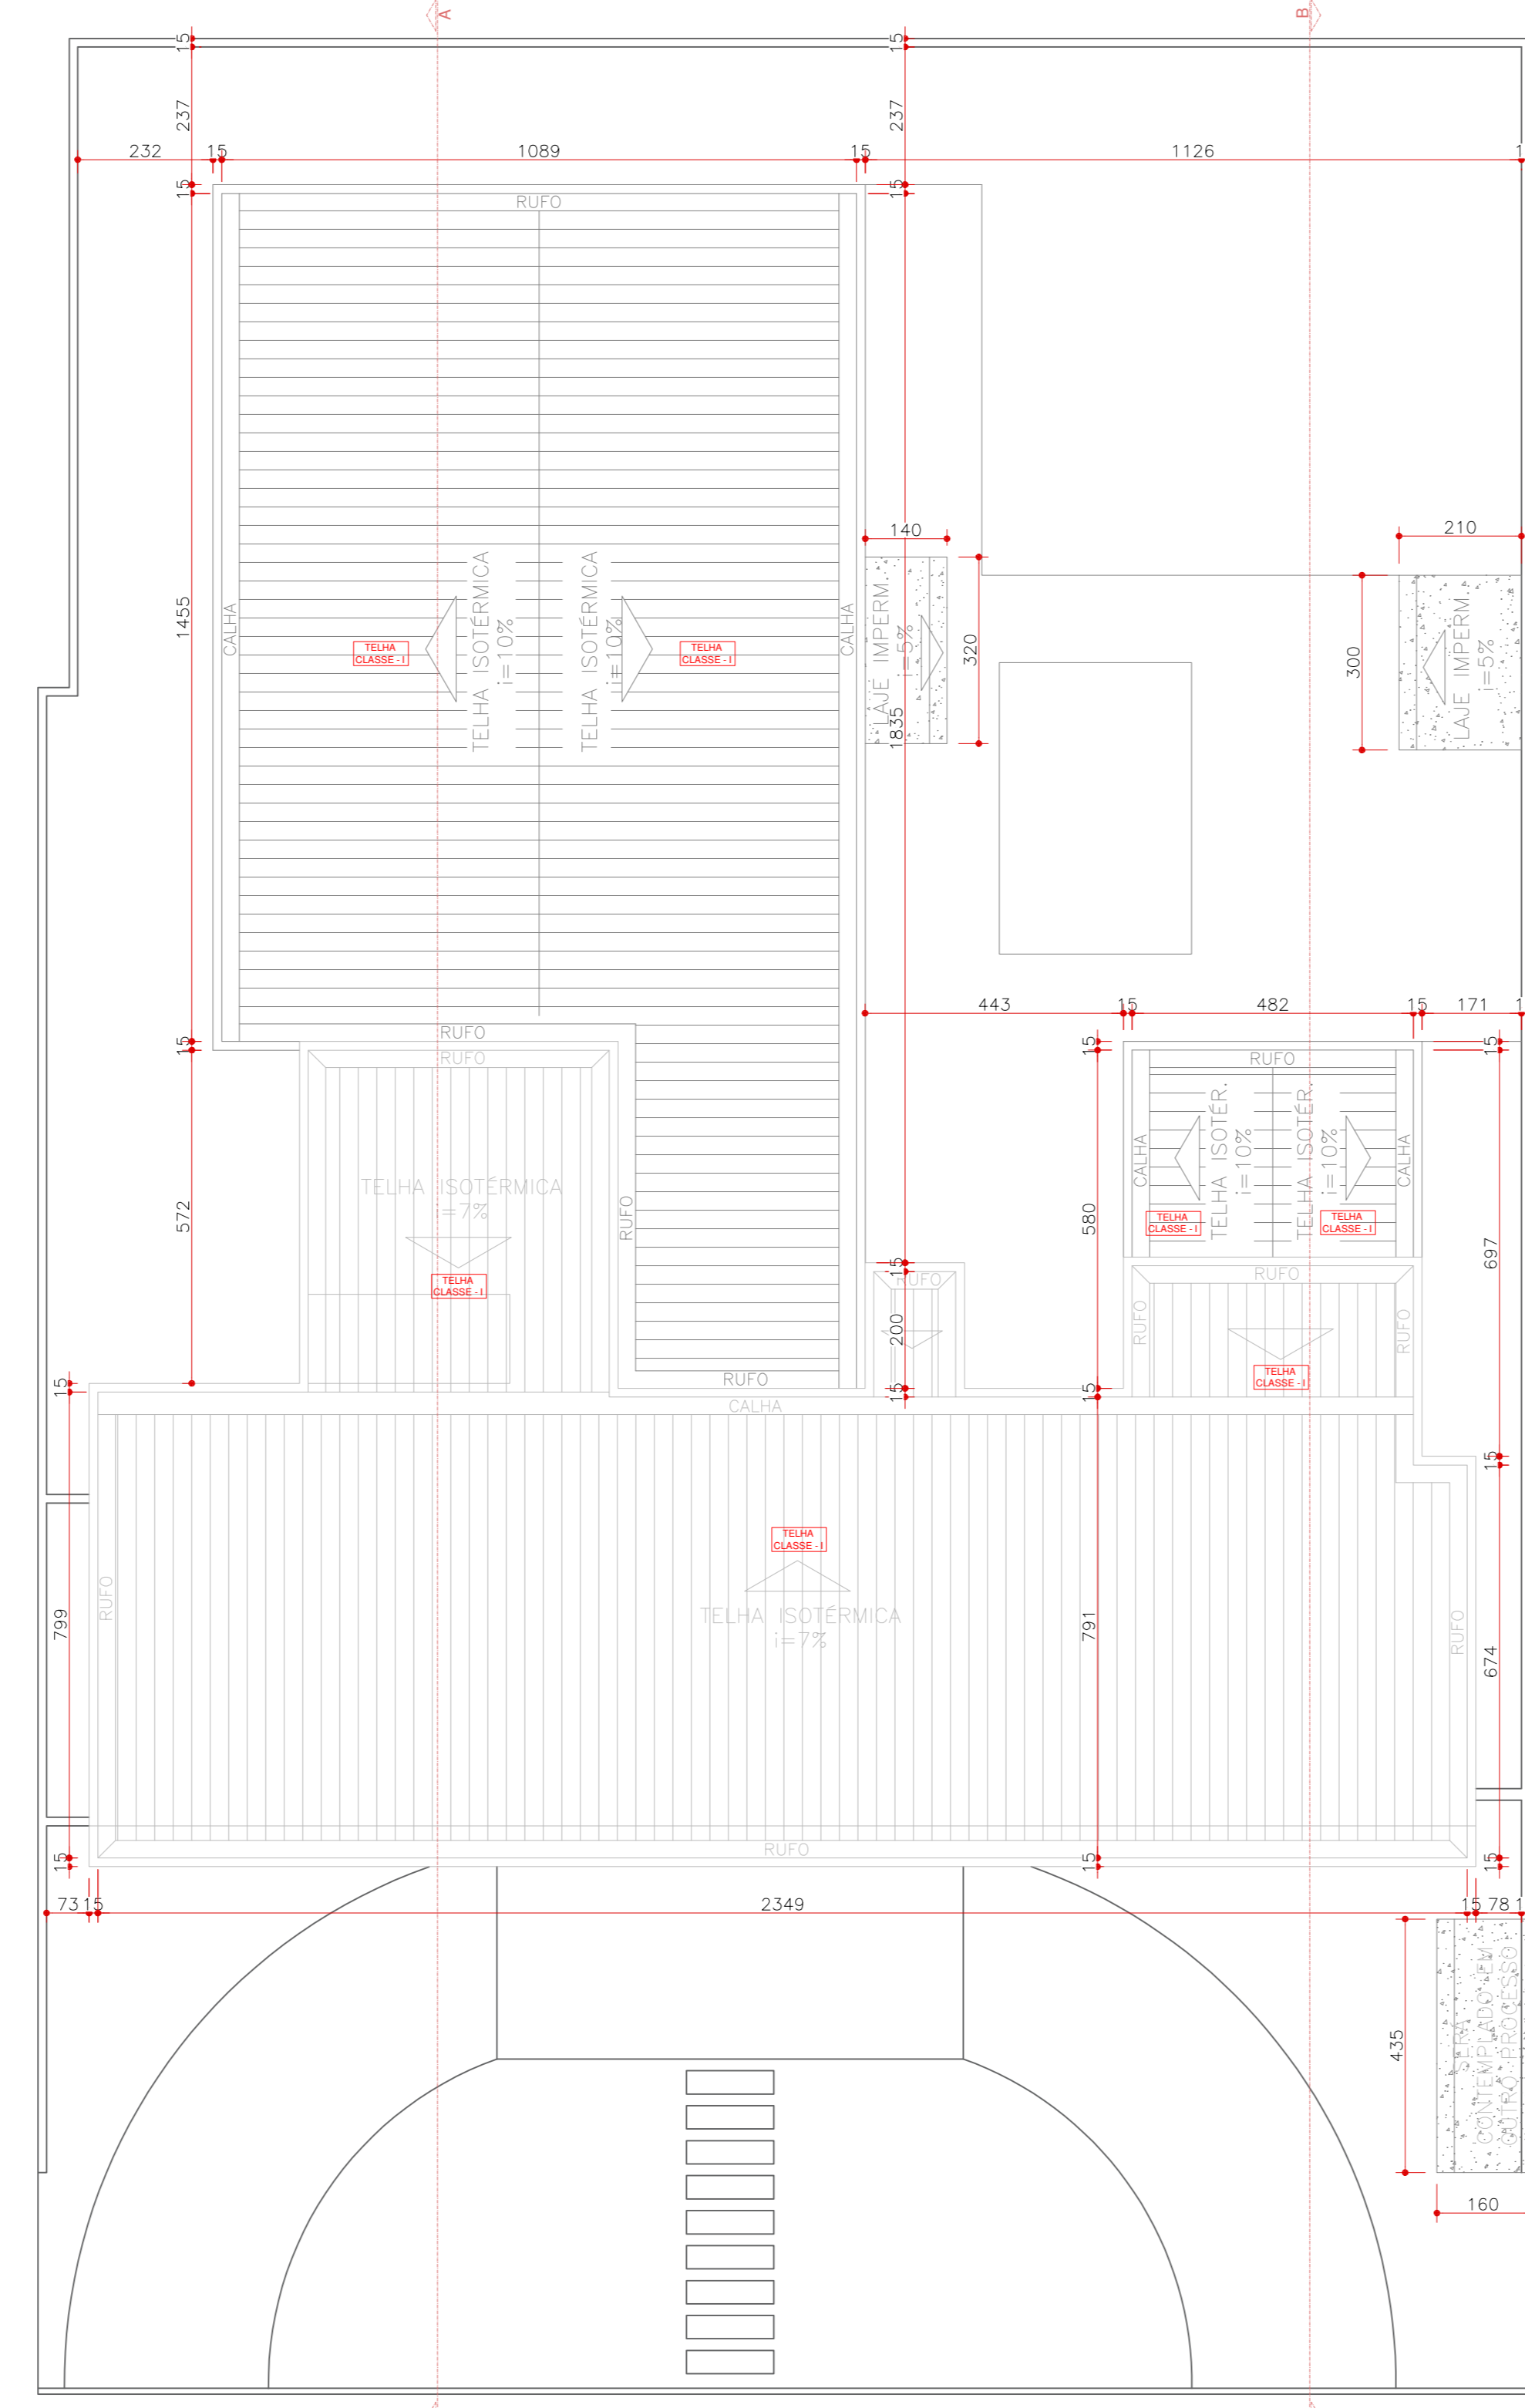 A
B
15
15
237
237
232
15
1089
15
1126
1
15
15
RUFO
1455
CALHA
TELHA ISOTÉRMICA
i=10%
TELHA ISOTÉRMICA
i=10%
TELHA
CLASSE - I
TELHA
CLASSE - I
CALHA
140
LAJE IMPERM.
i=5%
320
1835
210
300
LAJE IMPERM.
i=5%
443
15
482
15
171
1
15
RUFO
RUFO
15
RUFO
15
TELHA ISOTÉRMICA
i=7%
TELHA
CLASSE - I
572
RUFO
CALHA
TELHA ISOTÉR.
i=10%
TELHA ISOTÉR.
i=10%
CALHA
TELHA
CLASSE - I
TELHA
CLASSE - I
580
697
15
RUFO
200
RUFO
RUFO
RUFO
TELHA
CLASSE - I
15
RUFO
15
15
CALHA
15
TELHA
CLASSE - I
TELHA ISOTÉRMICA
i=7%
RUFO
799
791
RUFO
674
15
RUFO
15
15
73
15
2349
15
78
1
435
SERÁ
CONTEMPLADO EM
OUTRO PROCESSO
160